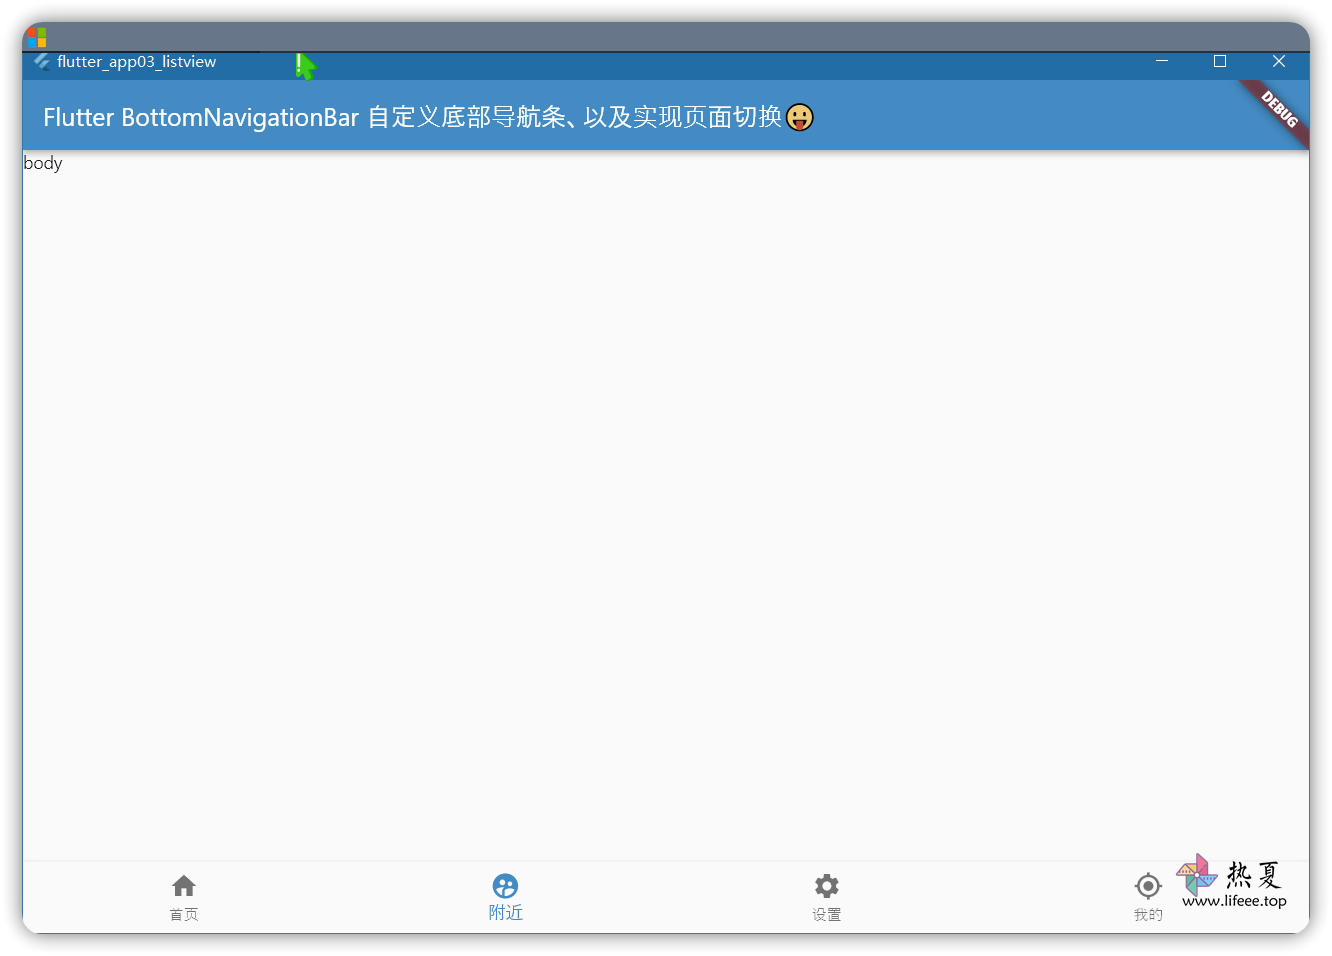 flutter_app03_listview
Flutter BottomNavigationBar 自定义底部导航条、以及实现页面切换😛
DEBUG
body
首页
附近
设置
我的
热夏
www.lifeee.top